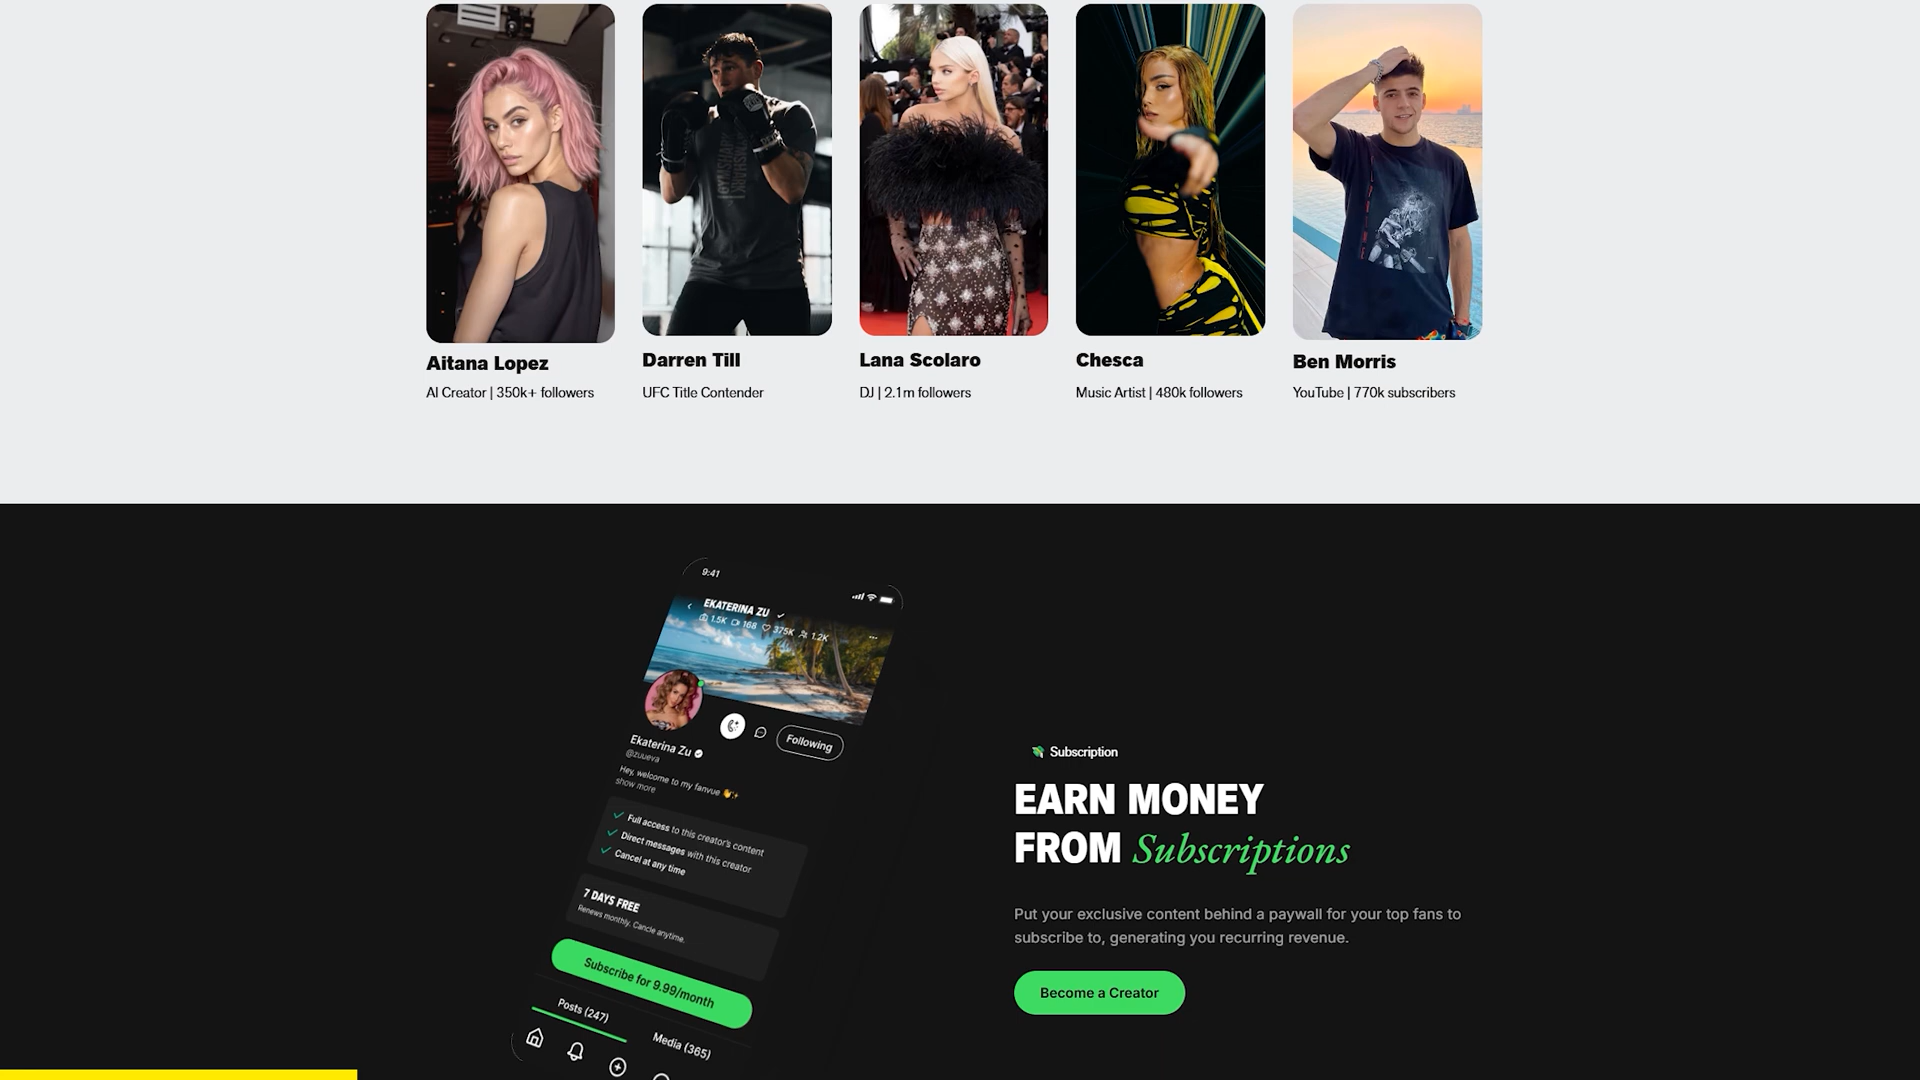 Aitana Lopez
AI Creator | 350k+ followers
Darren Till
UFC Title Contender
Lana Scolaro
DJ | 2.1m followers
Chesca
Music Artist | 480k followers
Ben Morris
YouTube | 770k subscribers
9:41
EKATERINA ZU
1.5K 168 375K 1.2K
Following
Ekaterina Zu
@zuueva
Hey, welcome to my fanvue 👋✨
show more
Full access to this creator's content
Direct messages with this creator
Cancel at any time
7 DAYS FREE
Renews monthly. Cancle anytime.
Subscribe for 9.99/month
Posts (247)
Media (365)
Subscription
EARN MONEY
FROM Subscriptions
Put your exclusive content behind a paywall for your top fans to
subscribe to, generating you recurring revenue.
Become a Creator